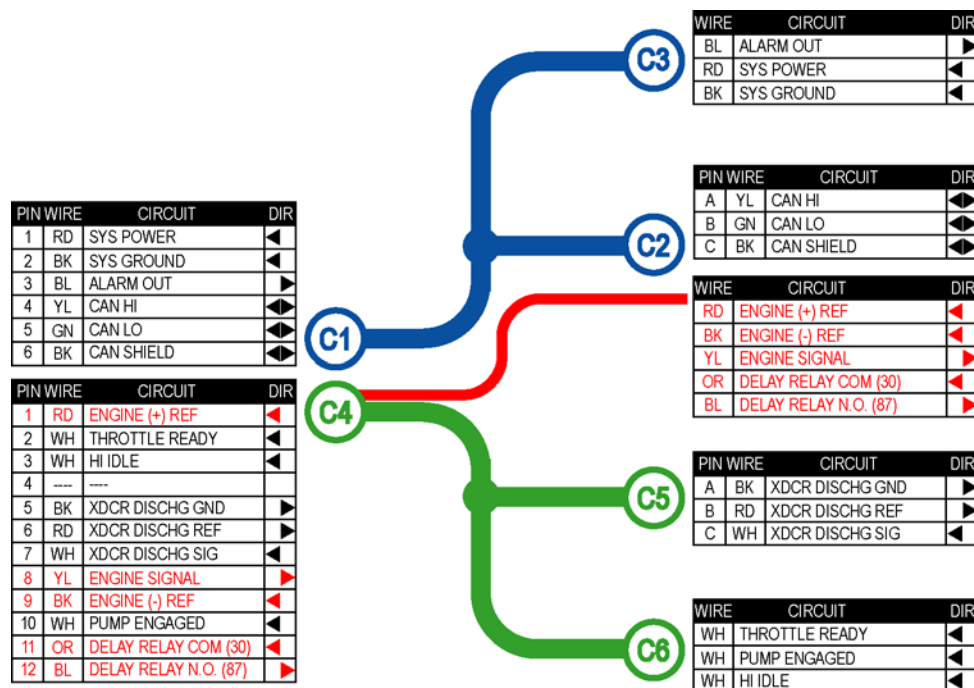 WIRE CIRCUIT DIR
BL ALARM OUT
RD SYS POWER
BK SYS GROUND
C3
PIN WIRE CIRCUIT DIR
A YL CAN HI
B GN CAN LO
C BK CAN SHIELD
C2
PIN WIRE CIRCUIT DIR
1 RD SYS POWER
2 BK SYS GROUND
3 BL ALARM OUT
4 YL CAN HI
5 GN CAN LO
6 BK CAN SHIELD
C1
WIRE CIRCUIT DIR
RD ENGINE (+) REF
BK ENGINE (-) REF
YL ENGINE SIGNAL
OR DELAY RELAY COM (30)
BL DELAY RELAY N.O. (87)
PIN WIRE CIRCUIT DIR
1 RD ENGINE (+) REF
2 WH THROTTLE READY
3 WH HI IDLE
4 ---- ----
5 BK XDCR DISCHG GND
6 RD XDCR DISCHG REF
7 WH XDCR DISCHG SIG
8 YL ENGINE SIGNAL
9 BK ENGINE (-) REF
10 WH PUMP ENGAGED
11 OR DELAY RELAY COM (30)
12 BL DELAY RELAY N.O. (87)
C4
PIN WIRE CIRCUIT DIR
A BK XDCR DISCHG GND
B RD XDCR DISCHG REF
C WH XDCR DISCHG SIG
C5
WIRE CIRCUIT DIR
WH THROTTLE READY
WH PUMP ENGAGED
WH HI IDLE
C6